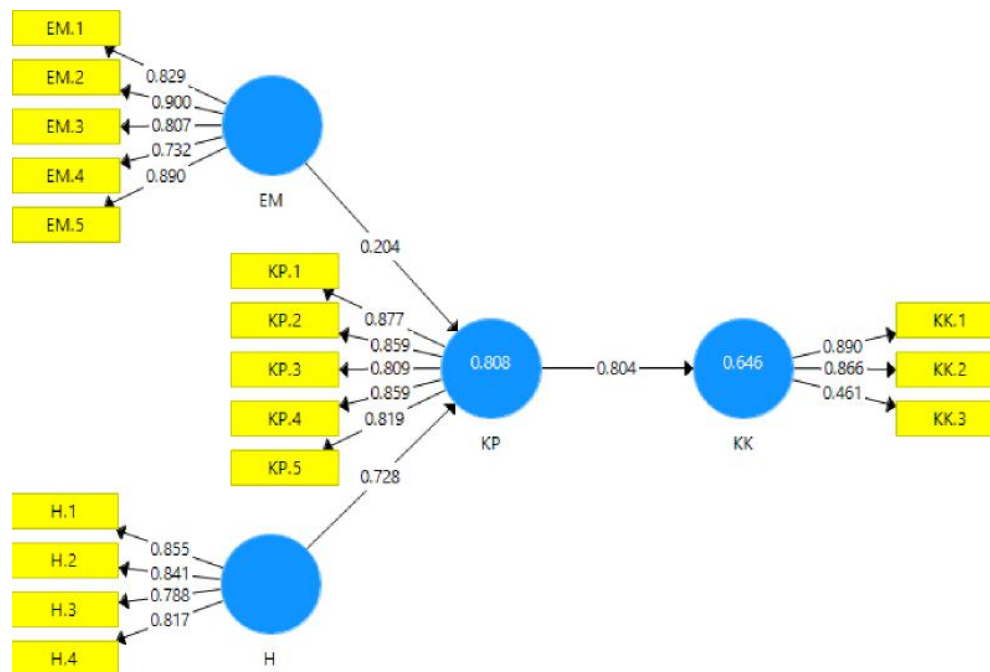 EM.1
EM.2
EM.3
EM.4
EM.5
0.829
0.900
0.807
0.732
0.890
EM
0.204
KP.1
KP.2
KP.3
KP.4
KP.5
0.877
0.859
0.809
0.859
0.819
0.808
KP
0.804
0.646
KK
0.890
0.866
0.461
KK.1
KK.2
KK.3
0.728
H.1
H.2
H.3
H.4
0.855
0.841
0.788
0.817
H